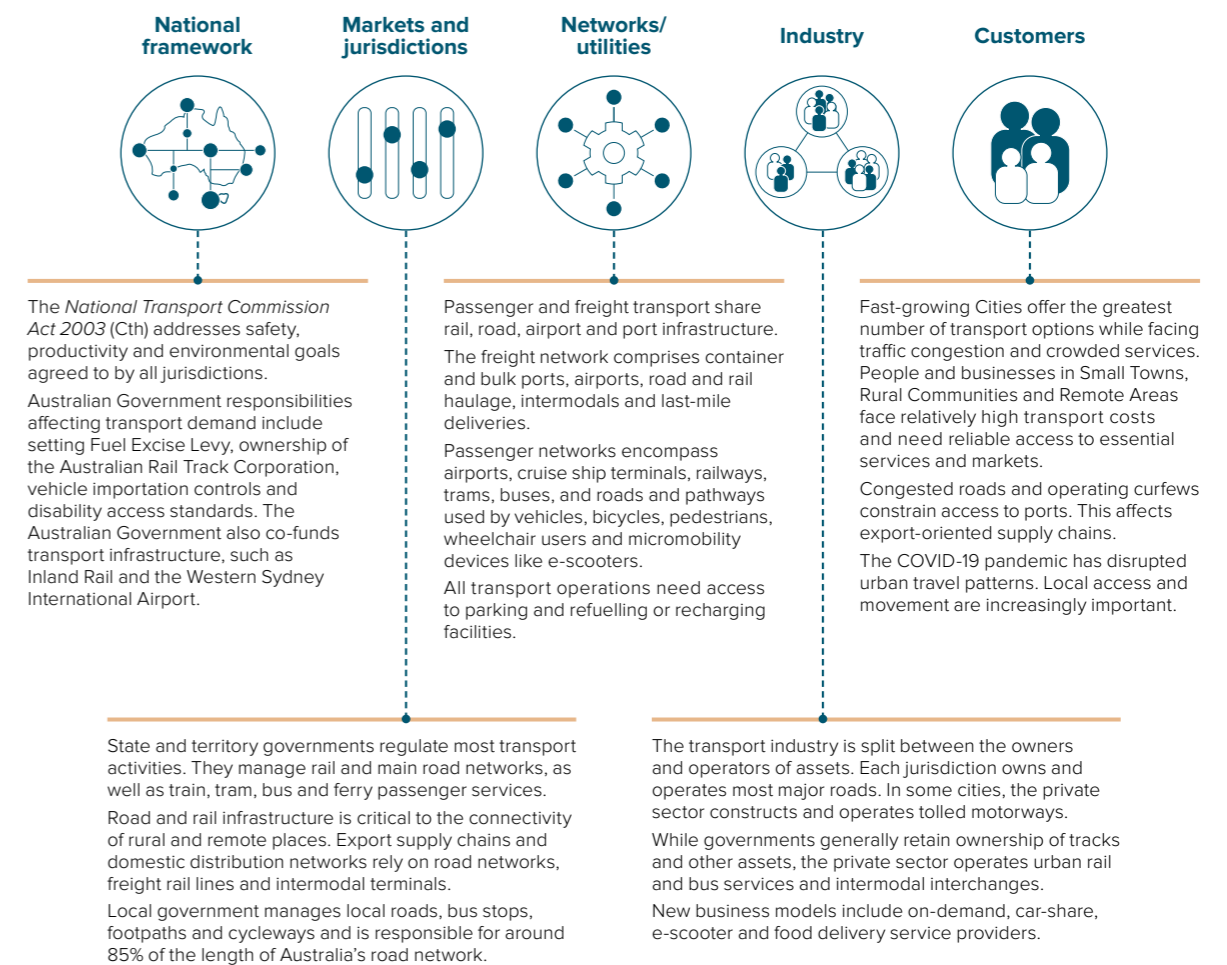 National
framework
Markets and
jurisdictions
Networks/
utilities
Industry
Customers
The National Transport Commission
Act 2003 (Cth) addresses safety,
productivity and environmental goals
agreed to by all jurisdictions.
Australian Government responsibilities
affecting transport demand include
setting Fuel Excise Levy, ownership of
the Australian Rail Track Corporation,
vehicle importation controls and
disability access standards. The
Australian Government also co-funds
transport infrastructure, such as
Inland Rail and the Western Sydney
International Airport.
Passenger and freight transport share
rail, road, airport and port infrastructure.
The freight network comprises container
and bulk ports, airports, road and rail
haulage, intermodals and last-mile
deliveries.
Passenger networks encompass
airports, cruise ship terminals, railways,
trams, buses, and roads and pathways
used by vehicles, bicycles, pedestrians,
wheelchair users and micromobility
devices like e-scooters.
All transport operations need access
to parking and refuelling or recharging
facilities.
Fast-growing Cities offer the greatest
number of transport options while facing
traffic congestion and crowded services.
People and businesses in Small Towns,
Rural Communities and Remote Areas
face relatively high transport costs
and need reliable access to essential
services and markets.
Congested roads and operating curfews
constrain access to ports. This affects
export-oriented supply chains.
The COVID-19 pandemic has disrupted
urban travel patterns. Local access and
movement are increasingly important.
State and territory governments regulate most transport
activities. They manage rail and main road networks, as
well as train, tram, bus and ferry passenger services.
Road and rail infrastructure is critical to the connectivity
of rural and remote places. Export supply chains and
domestic distribution networks rely on road networks,
freight rail lines and intermodal terminals.
Local government manages local roads, bus stops,
footpaths and cycleways and is responsible for around
85% of the length of Australia's road network.
The transport industry is split between the owners
and operators of assets. Each jurisdiction owns and
operates most major roads. In some cities, the private
sector constructs and operates tolled motorways.
While governments generally retain ownership of tracks
and other assets, the private sector operates urban rail
and bus services and intermodal interchanges.
New business models include on-demand, car-share,
e-scooter and food delivery service providers.